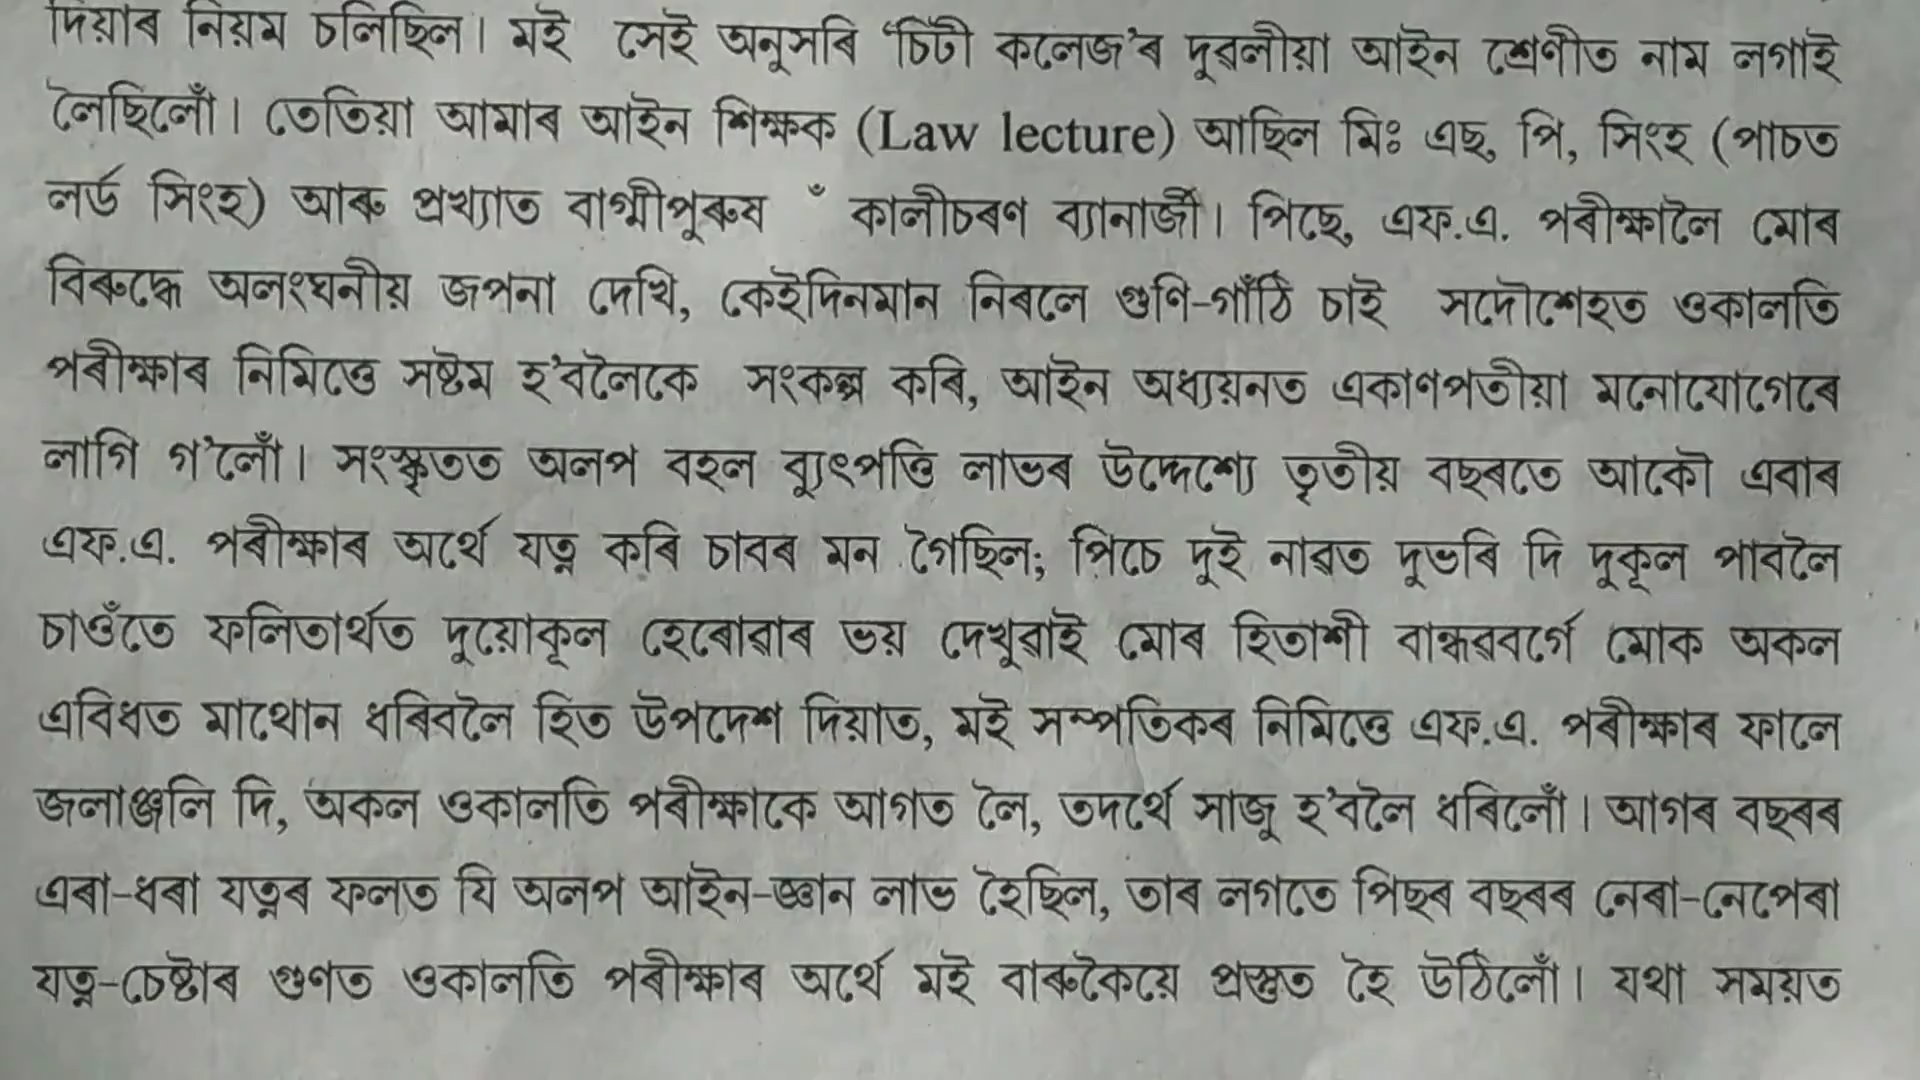 দিয়াৰ নিয়ম চলিছিল। মই সেই অনুসৰি ‘চিটী কলেজ’ৰ দুৱলীয়া আইন শ্ৰেণীত নাম লগাই
লৈছিলোঁ। তেতিয়া আমাৰ আইন শিক্ষক (Law lecture) আছিল মিঃ এছ, পি, সিংহ (পাচত
লৰ্ড সিংহ) আৰু প্ৰখ্যাত বাগ্মীপুৰুষ ঁ কালীচৰণ ব্যানাৰ্জী। পিছে, এফ.এ. পৰীক্ষালৈ মোৰ
বিৰুদ্ধে অলংঘনীয় জপনা দেখি, কেইদিনমান নিৰলে গুণি-গাঁঠি চাই সদৌশেহত ওকালতি
পৰীক্ষাৰ নিমিত্তে সষ্টম হ’বলৈকে সংকল্প কৰি, আইন অধ্যয়নত একাণপতীয়া মনোযোগেৰে
লাগি গ’লোঁ। সংস্কৃতত অলপ বহল ব্যুৎপত্তি লাভৰ উদ্দেশ্যে তৃতীয় বছৰতে আকৌ এবাৰ
এফ.এ. পৰীক্ষাৰ অৰ্থে যত্ন কৰি চাবৰ মন গৈছিল; পিচে দুই নাৱত দুভৰি দি দুকূল পাবলৈ
চাওঁতে ফলিতাৰ্থত দুয়োকূল হেৰোৱাৰ ভয় দেখুৱাই মোৰ হিতাশী বান্ধৱবৰ্গে মোক অকল
এবিধত মাথোন ধৰিবলৈ হিত উপদেশ দিয়াত, মই সম্পতিকৰ নিমিত্তে এফ.এ. পৰীক্ষাৰ ফালে
জলাঞ্জলি দি, অকল ওকালতি পৰীক্ষাকে আগত লৈ, তদৰ্থে সাজু হ’বলৈ ধৰিলোঁ। আগৰ বছৰৰ
এৰা-ধৰা যত্নৰ ফলত যি অলপ আইন-জ্ঞান লাভ হৈছিল, তাৰ লগতে পিছৰ বছৰৰ নেৰা-নেপেৰা
যত্ন-চেষ্টাৰ গুণত ওকালতি পৰীক্ষাৰ অৰ্থে মই বাৰুকৈয়ে প্ৰস্তুত হৈ উঠিলোঁ। যথা সময়ত